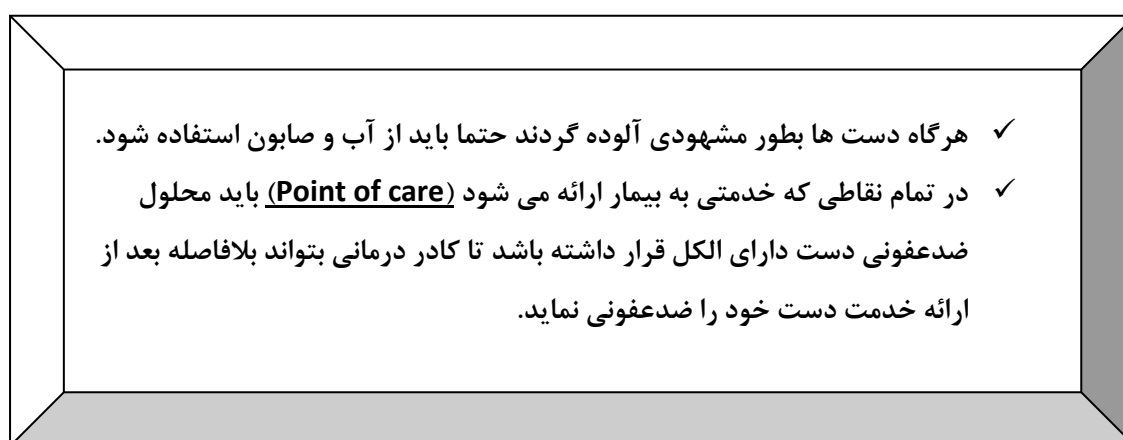 ✓ هرگاه دست ها بطور مشهودی آلوده گردند حتما باید از آب و صابون استفاده شود.
✓ در تمام نقاطی که خدمتی به بیمار ارائه می شود (Point of care) باید محلول
ضدعفونی دست دارای الکل قرار داشته باشد تا کادر درمانی بتواند بلافاصله بعد از
ارائه خدمت دست خود را ضدعفونی نماید.